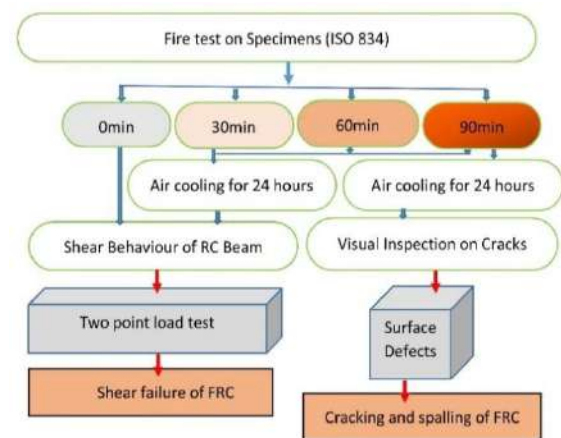 Fire test on Specimens (ISO 834)
0min
30min
60min
90min
Air cooling for 24 hours
Air cooling for 24 hours
Shear Behaviour of RC Beam
Visual Inspection on Cracks
Two point load test
Surface
Defects
Shear failure of FRC
Cracking and spalling of FRC